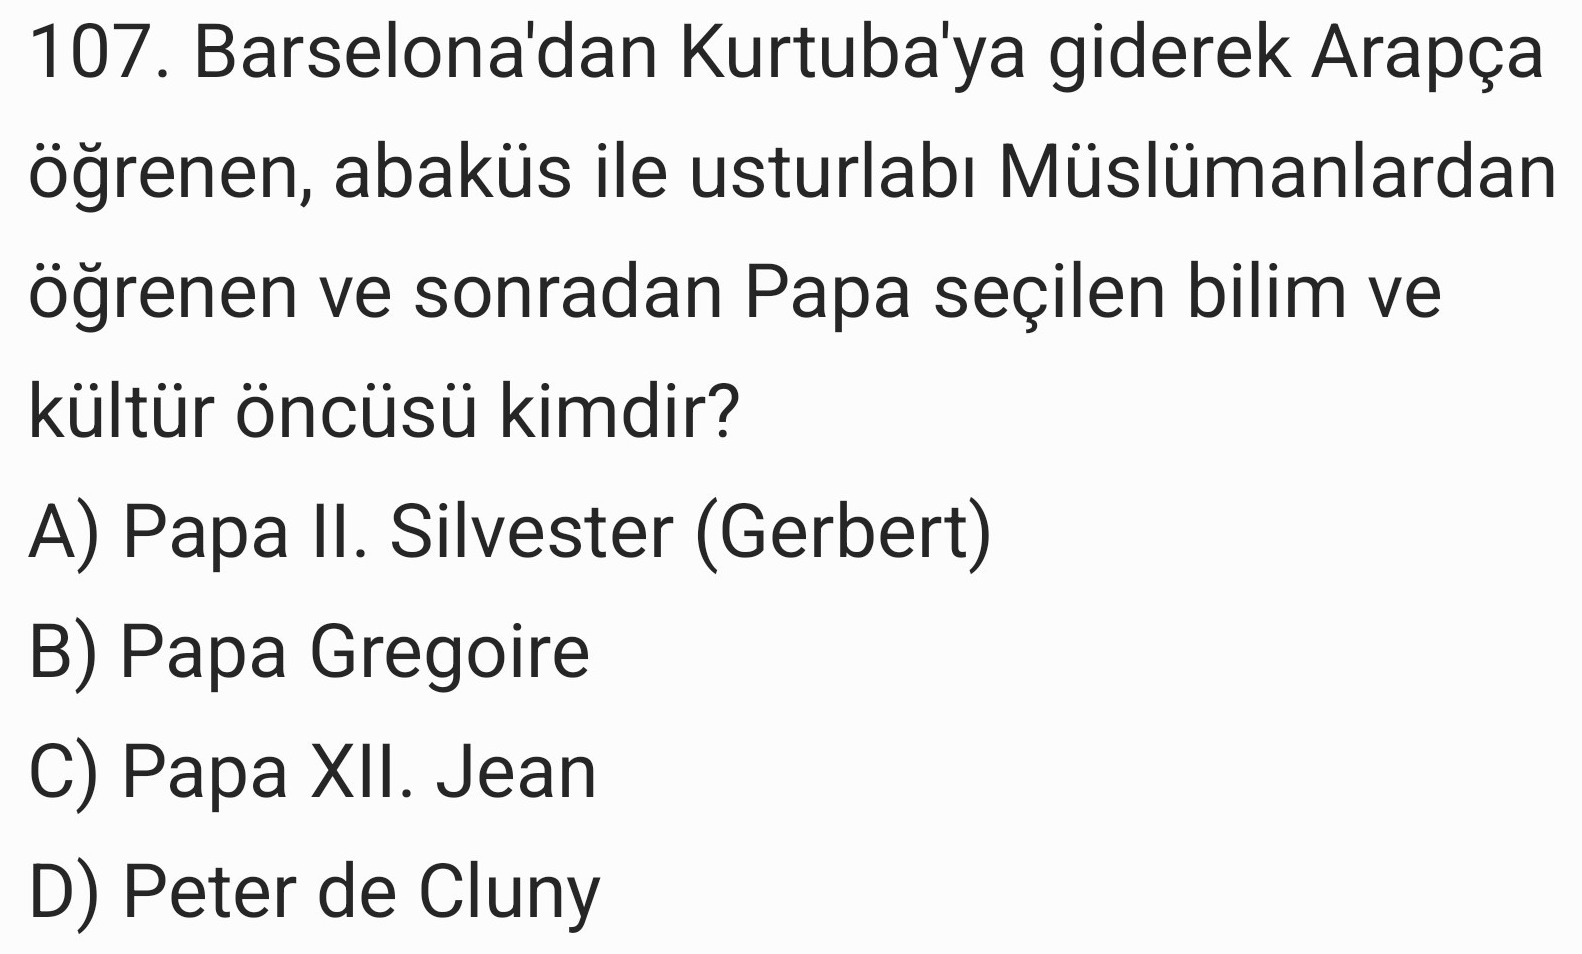 107. Barselona'dan Kurtuba'ya giderek Arapça
öğrenen, abaküs ile usturlabı Müslümanlardan
öğrenen ve sonradan Papa seçilen bilim ve
kültür öncüsü kimdir?
A) Papa II. Silvester (Gerbert)
B) Papa Gregoire
C) Papa XII. Jean
D) Peter de Cluny